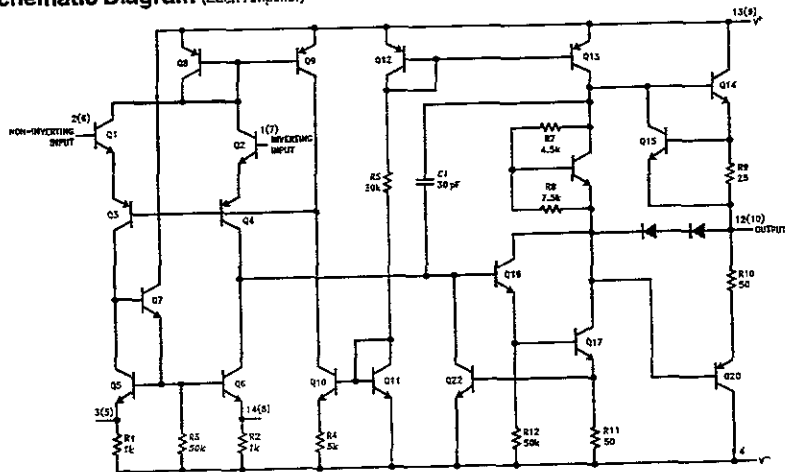 Schematic Diagram (Each Amplifier)
13(9)
V+
Q8
Q9
Q12
Q13
Q14
2(6)
NON-INVERTING
INPUT
Q1
1(7)
INVERTING
INPUT
Q2
R7
4.5k
Q15
R9
25
R5
30k
C1
30 pF
R8
7.5k
Q3
Q4
12(10)
OUTPUT
Q16
R10
50
Q7
Q17
Q5
Q6
Q10
Q11
Q22
Q20
3(5)
14(8)
R1
1k
R3
50k
R2
1k
R4
5k
R12
50k
R11
50
4
V-